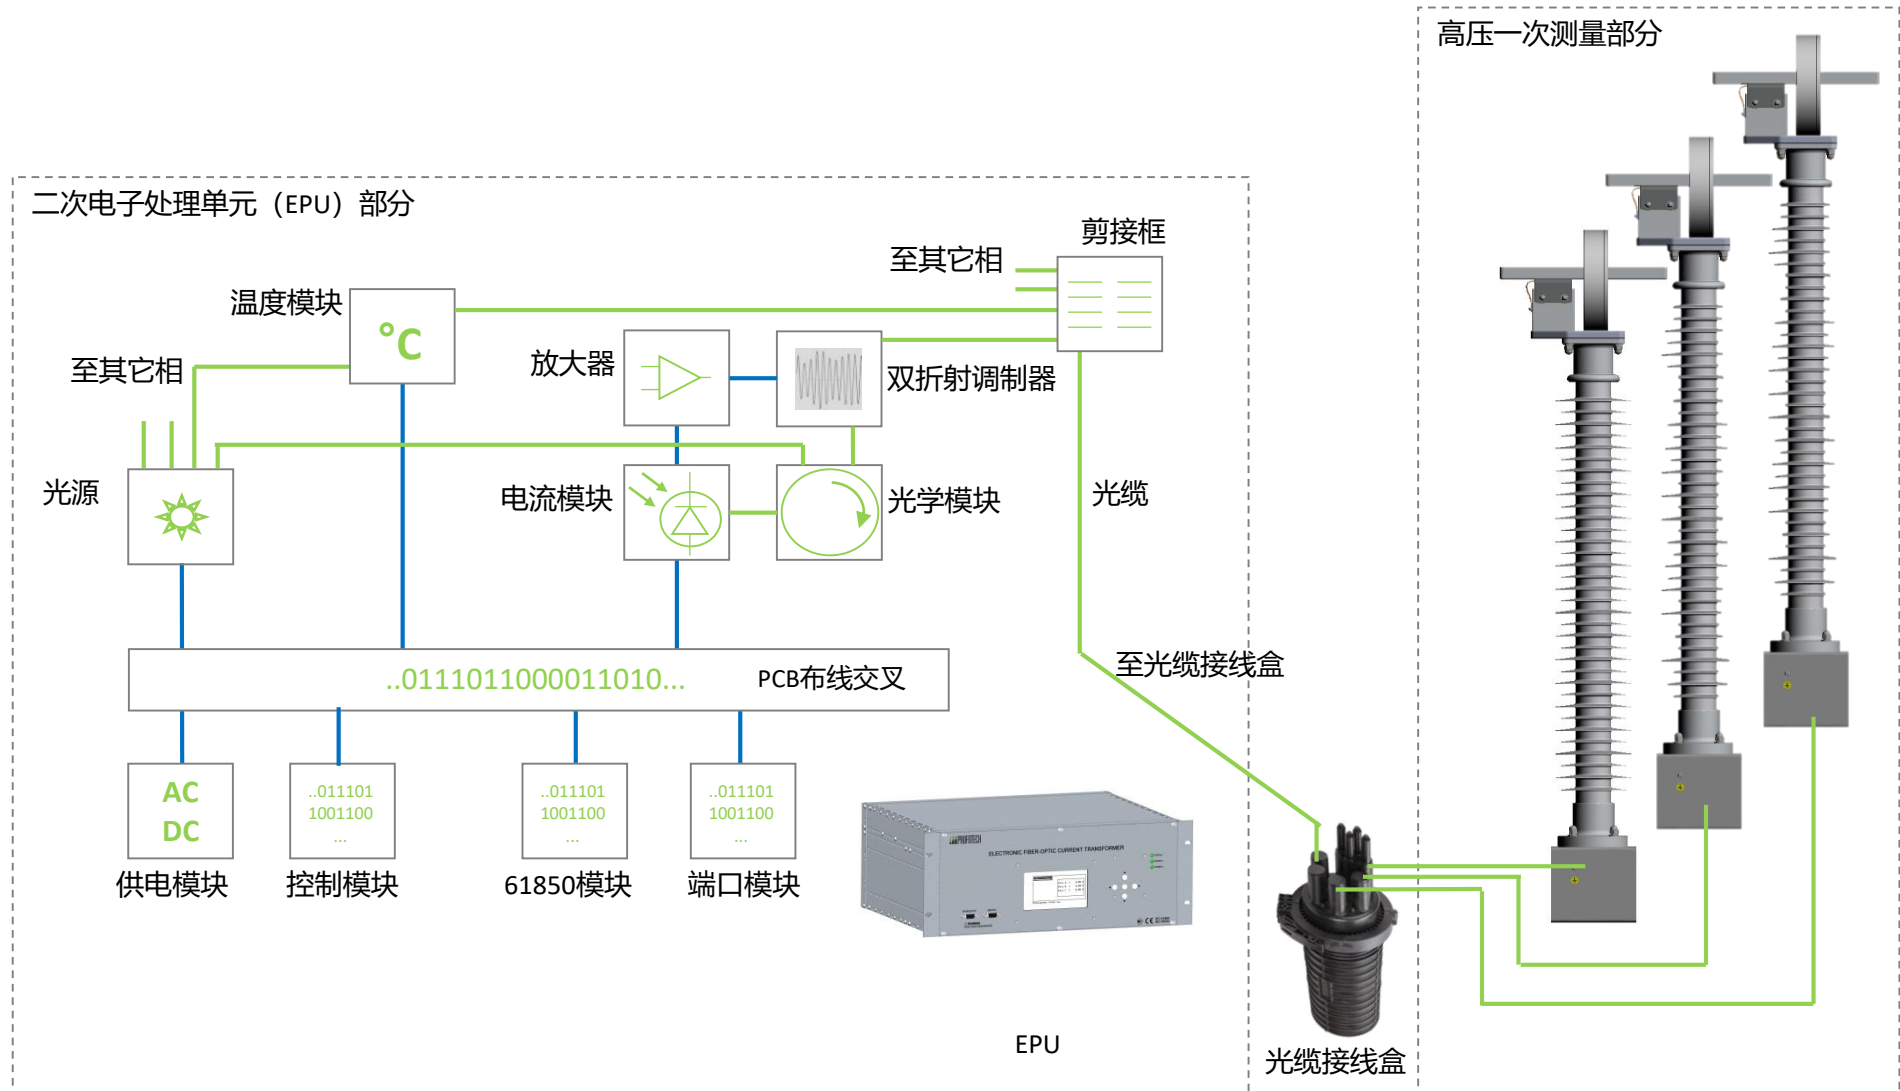 高压一次测量部分
二次电子处理单元（EPU）部分
剪接框
至其它相
温度模块
°C
至其它相
放大器
双折射调制器
光源
电流模块
光学模块
光缆
至光缆接线盒
..0111011000011010...
PCB布线交叉
AC
DC
..011101
1001100
...
..011101
1001100
...
..011101
1001100
...
供电模块
控制模块
61850模块
端口模块
PROFOTECH
ELECTRONIC FIBER-OPTIC CURRENT TRANSFORMER
EPU
光缆接线盒